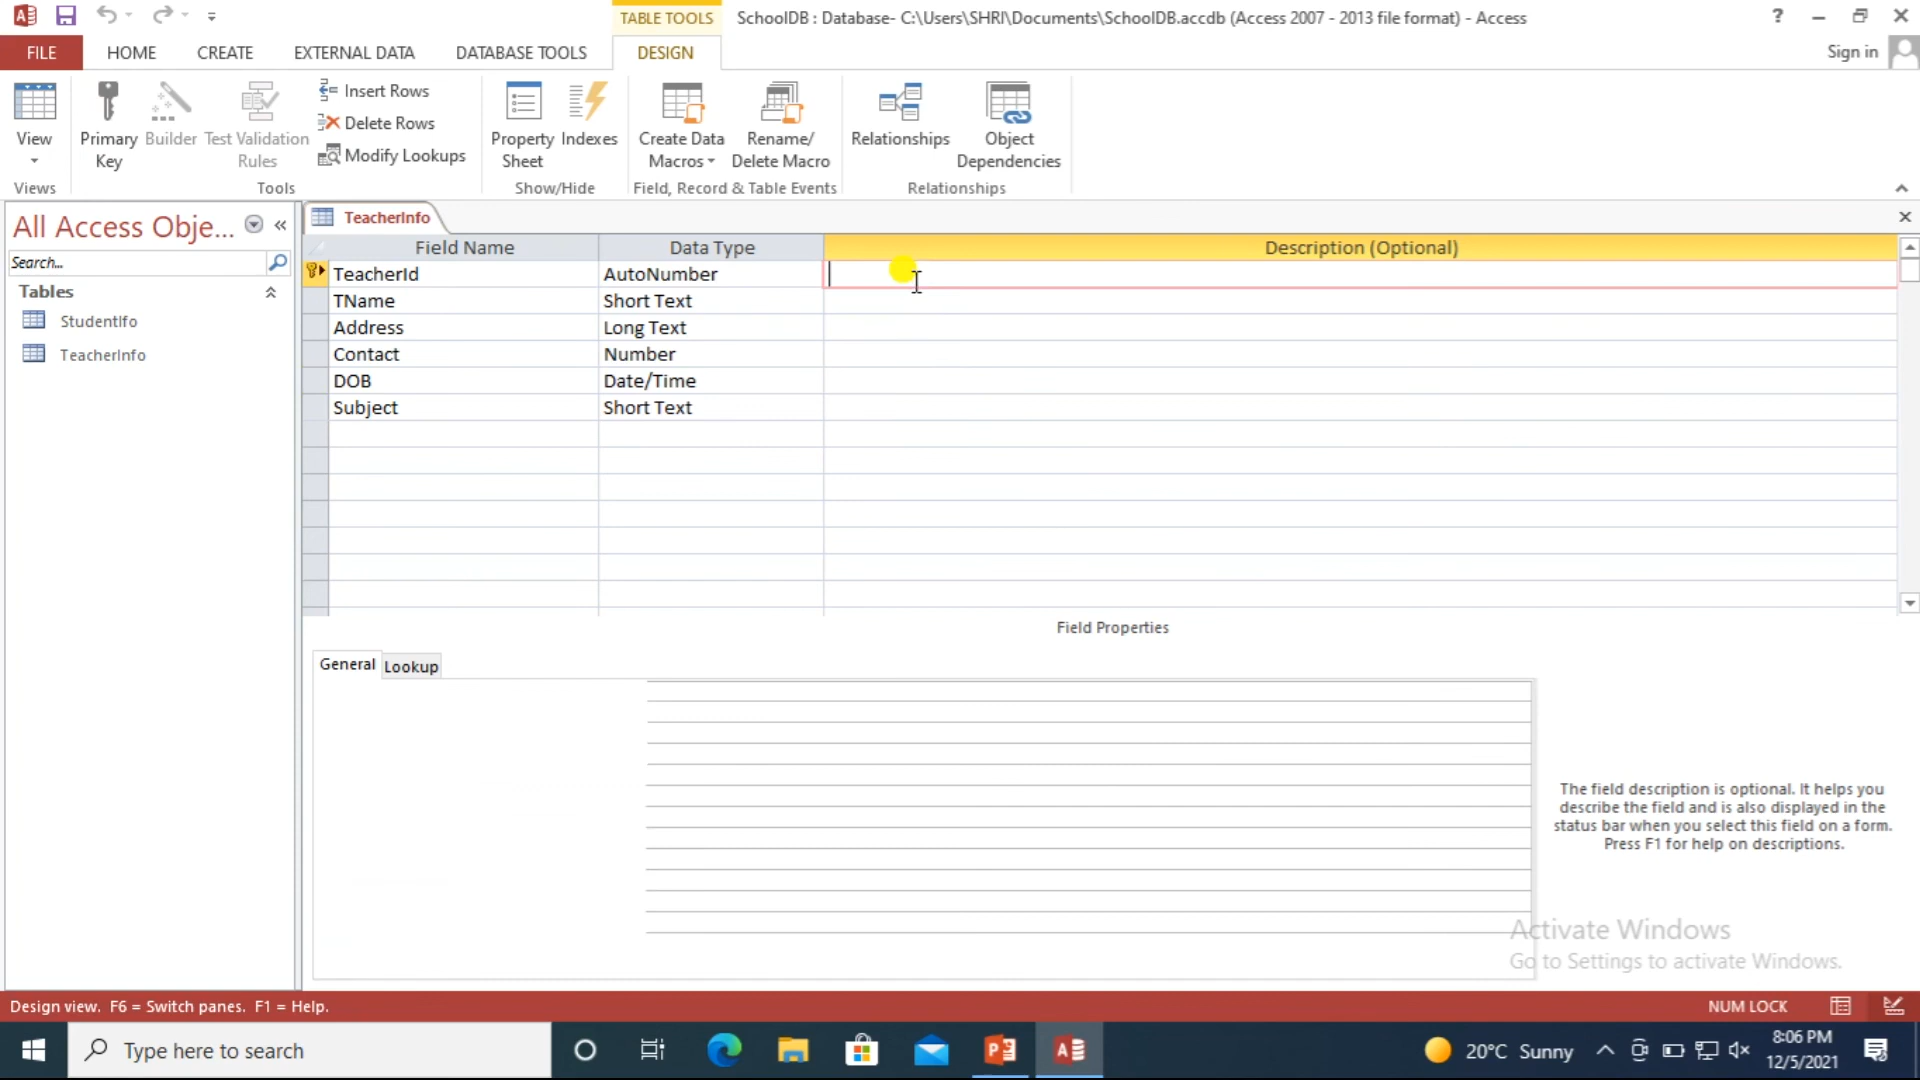 TABLE TOOLS
SchoolDB : Database- C:\Users\SHRI\Documents\SchoolDB.accdb (Access 2007 - 2013 file format) - Access
?
FILE
HOME
CREATE
EXTERNAL DATA
DATABASE TOOLS
DESIGN
Sign in
View
Primary
Key
Builder
Test Validation
Rules
Insert Rows
Delete Rows
Modify Lookups
Property
Sheet
Indexes
Create Data
Macros
Rename/
Delete Macro
Relationships
Object
Dependencies
Views
Tools
Show/Hide
Field, Record & Table Events
Relationships
All Access Obje...
Search...
Tables
StudentIfo
TeacherInfo
TeacherInfo
Field Name Data Type Description (Optional)
TeacherId AutoNumber
TName Short Text
Address Long Text
Contact Number
DOB Date/Time
Subject Short Text
Field Properties
General
Lookup
The field description is optional. It helps you
describe the field and is also displayed in the
status bar when you select this field on a form.
Press F1 for help on descriptions.
Activate Windows
Go to Settings to activate Windows.
Design view. F6 = Switch panes. F1 = Help.
NUM LOCK
Type here to search
20°C Sunny
8:06 PM
12/5/2021